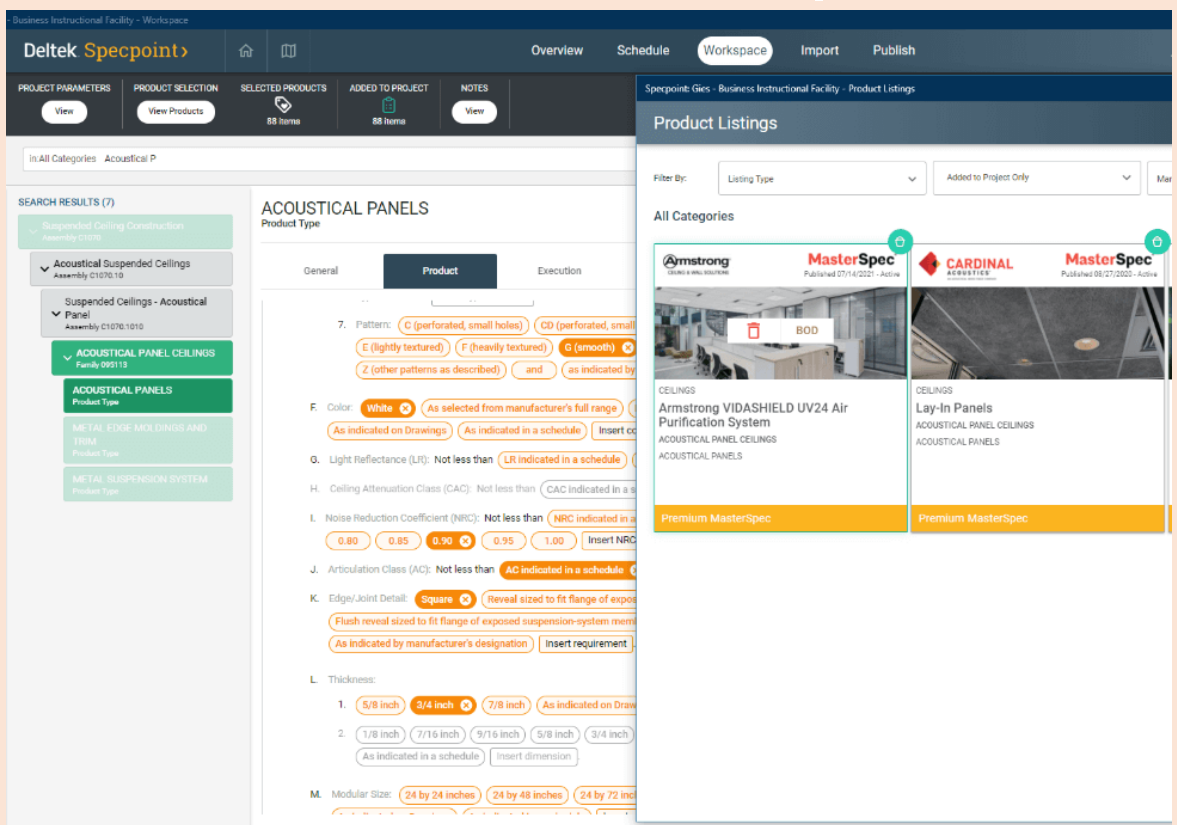 - Business Instructional Facility - Workspace
Deltek Specpoint›
Overview
Schedule
Workspace
Import
Publish
PROJECT PARAMETERS
View
PRODUCT SELECTION
View Products
SELECTED PRODUCTS
88 items
ADDED TO PROJECT
88 items
NOTES
View
in:All Categories Acoustical P
SEARCH RESULTS (7)
Suspended Ceiling Construction
Assembly C1070
Acoustical Suspended Ceilings
Assembly C1070.10
Suspended Ceilings - Acoustical
Panel
Assembly C1070.1010
ACOUSTICAL PANEL CEILINGS
Family 095113
ACOUSTICAL PANELS
Product Type
METAL EDGE MOLDINGS AND
TRIM
Product Type
METAL SUSPENSION SYSTEM
Product Type
ACOUSTICAL PANELS
Product Type
General
Product
Execution
7. Pattern: C (perforated, small holes) CD (perforated, small
E (lightly textured) F (heavily textured) G (smooth)
Z (other patterns as described) and as indicated by
F. Color: White As selected from manufacturer's full range
As indicated on Drawings As indicated in a schedule Insert co
G. Light Reflectance (LR): Not less than LR indicated in a schedule
H. Ceiling Attenuation Class (CAC): Not less than CAC indicated in a s
I. Noise Reduction Coefficient (NRC): Not less than NRC indicated in a
0.80 0.85 0.90 0.95 1.00 Insert NRC
J. Articulation Class (AC): Not less than AC indicated in a schedule
K. Edge/Joint Detail: Square Reveal sized to fit flange of expos
Flush reveal sized to fit flange of exposed suspension-system mem
As indicated by manufacturer's designation Insert requirement.
L. Thickness:
1. 5/8 inch 3/4 inch 7/8 inch As indicated on Draw
2. 1/8 inch 7/16 inch 9/16 inch 5/8 inch 3/4 inch
As indicated in a schedule Insert dimension.
M. Modular Size: 24 by 24 inches 24 by 48 inches 24 by 72 inc
Specpoint: Gies - Business Instructional Facility - Product Listings
Product Listings
Filter By:
Listing Type
Added to Project Only
Man
All Categories
Armstrong
CEILING & WALL SOLUTIONS
MasterSpec
Published 07/14/2021 - Active
BOD
CEILINGS
Armstrong VIDASHIELD UV24 Air
Purification System
ACOUSTICAL PANEL CEILINGS
ACOUSTICAL PANELS
Premium MasterSpec
CARDINAL
ACOUSTICS
MasterSpec
Published 08/27/2020 - Active
CEILINGS
Lay-In Panels
ACOUSTICAL PANEL CEILINGS
ACOUSTICAL PANELS
Premium MasterSpec